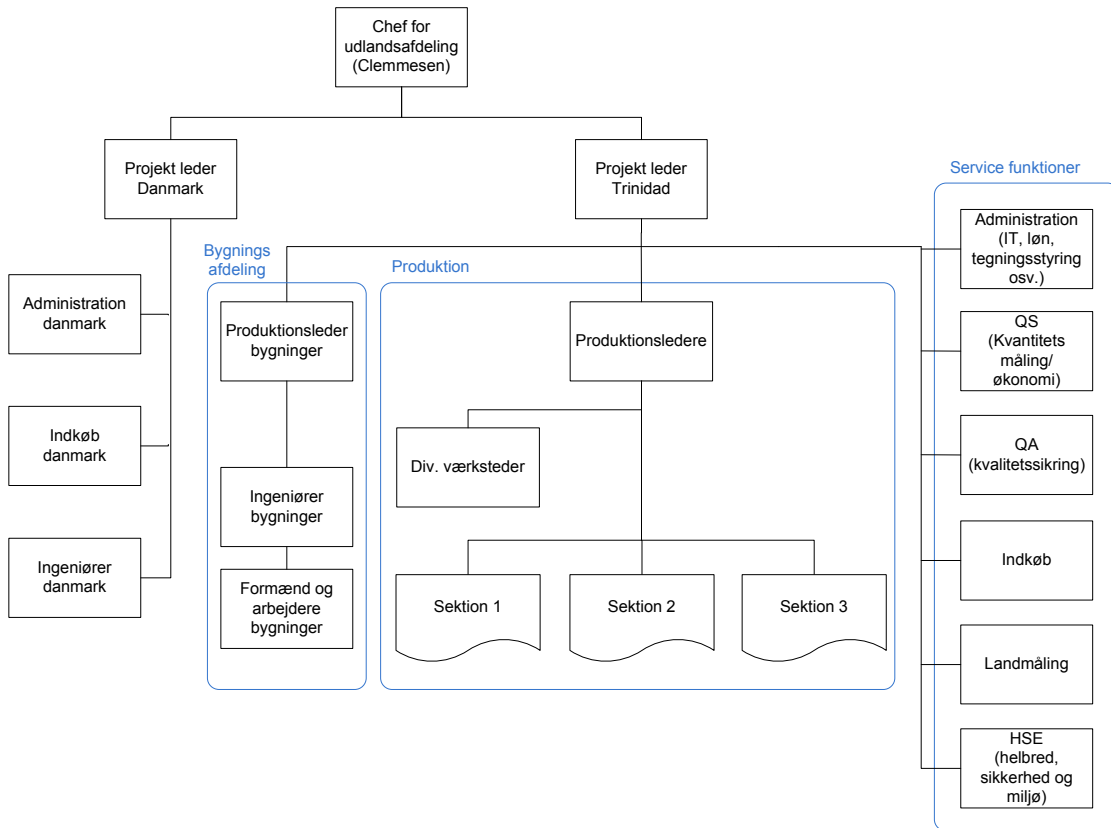 Chef for
udlandsafdeling
(Clemmesen)
Projekt leder
Danmark
Projekt leder
Trinidad
Service funktioner
Administration
(IT, løn,
tegningsstyring
osv.)
Bygnings
afdeling
Produktion
Administration
danmark
Produktionsleder
bygninger
Produktionsledere
QS
(Kvantitets
måling/
økonomi)
Indkøb
danmark
Div. værksteder
QA
(kvalitetssikring)
Ingeniører
bygninger
Indkøb
Ingeniører
danmark
Formænd og
arbejdere
bygninger
Sektion 1
Sektion 2
Sektion 3
Landmåling
HSE
(helbred,
sikkerhed og
miljø)